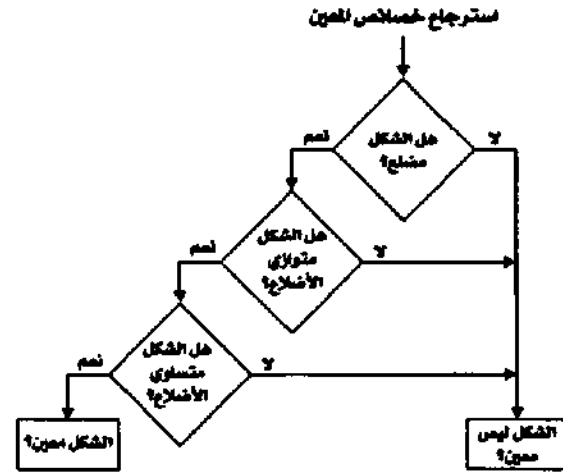 استرجاع خصائص المعين
هل الشكل
مضلع؟
نعم
لا
هل الشكل
متوازي
الأضلاع؟
نعم
لا
هل الشكل
متساوي
الأضلاع؟
نعم
لا
الشكل معين؟
الشكل ليس
معين؟